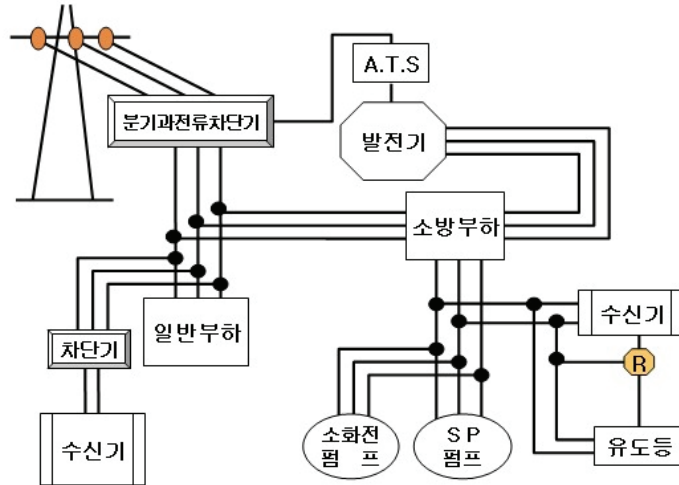 A.T.S
분기과전류차단기
발전기
소방부하
일반부하
수신기
차단기
R
수신기
소화전
펌 프
S P
펌프
유도등